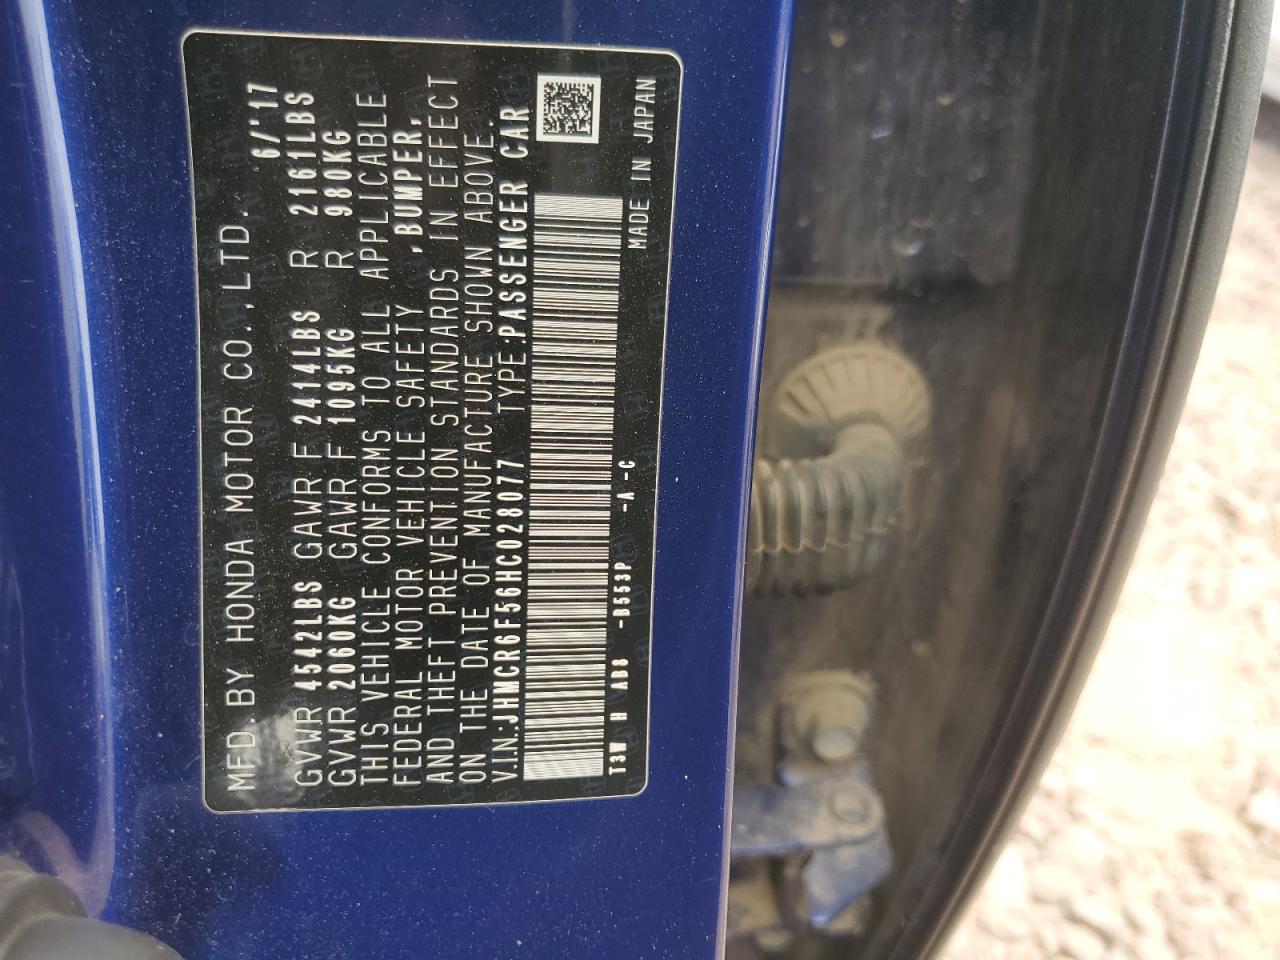 MFD. BY HONDA MOTOR CO.,LTD. 6/'17
GVWR 4542LBS GAWR F 2414LBS R 2161LBS
GVWR 2060KG GAWR F 1095KG R 980KG
THIS VEHICLE CONFORMS TO ALL APPLICABLE
FEDERAL MOTOR VEHICLE SAFETY ,BUMPER,
AND THEFT PREVENTION STANDARDS IN EFFECT
ON THE DATE OF MANUFACTURE SHOWN ABOVE.
V.I.N.:JHMCR6F56HC028077 TYPE:PASSENGER CAR
T3W H AB8 -B553P -A -C
MADE IN JAPAN